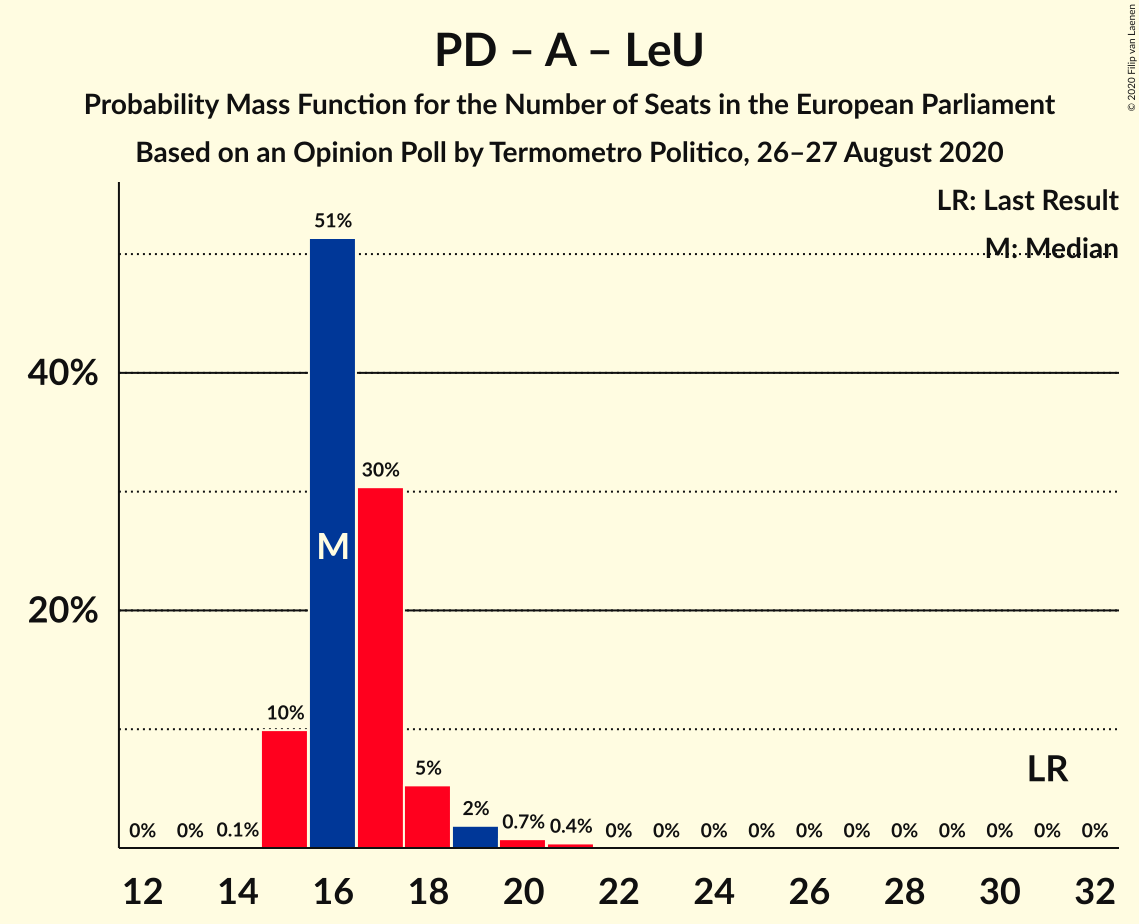 PD – A – LeU
Probability Mass Function for the Number of Seats in the European Parliament
Based on an Opinion Poll by Termometro Politico, 26–27 August 2020
© 2020 Filip van Laenen
LR: Last Result
M: Median
51%
40%
30%
M
20%
10%
5%
LR
2%
0% 0% 0.1% 0.7% 0.4% 0% 0% 0% 0% 0% 0% 0% 0% 0% 0% 0%
12 14 16 18 20 22 24 26 28 30 32